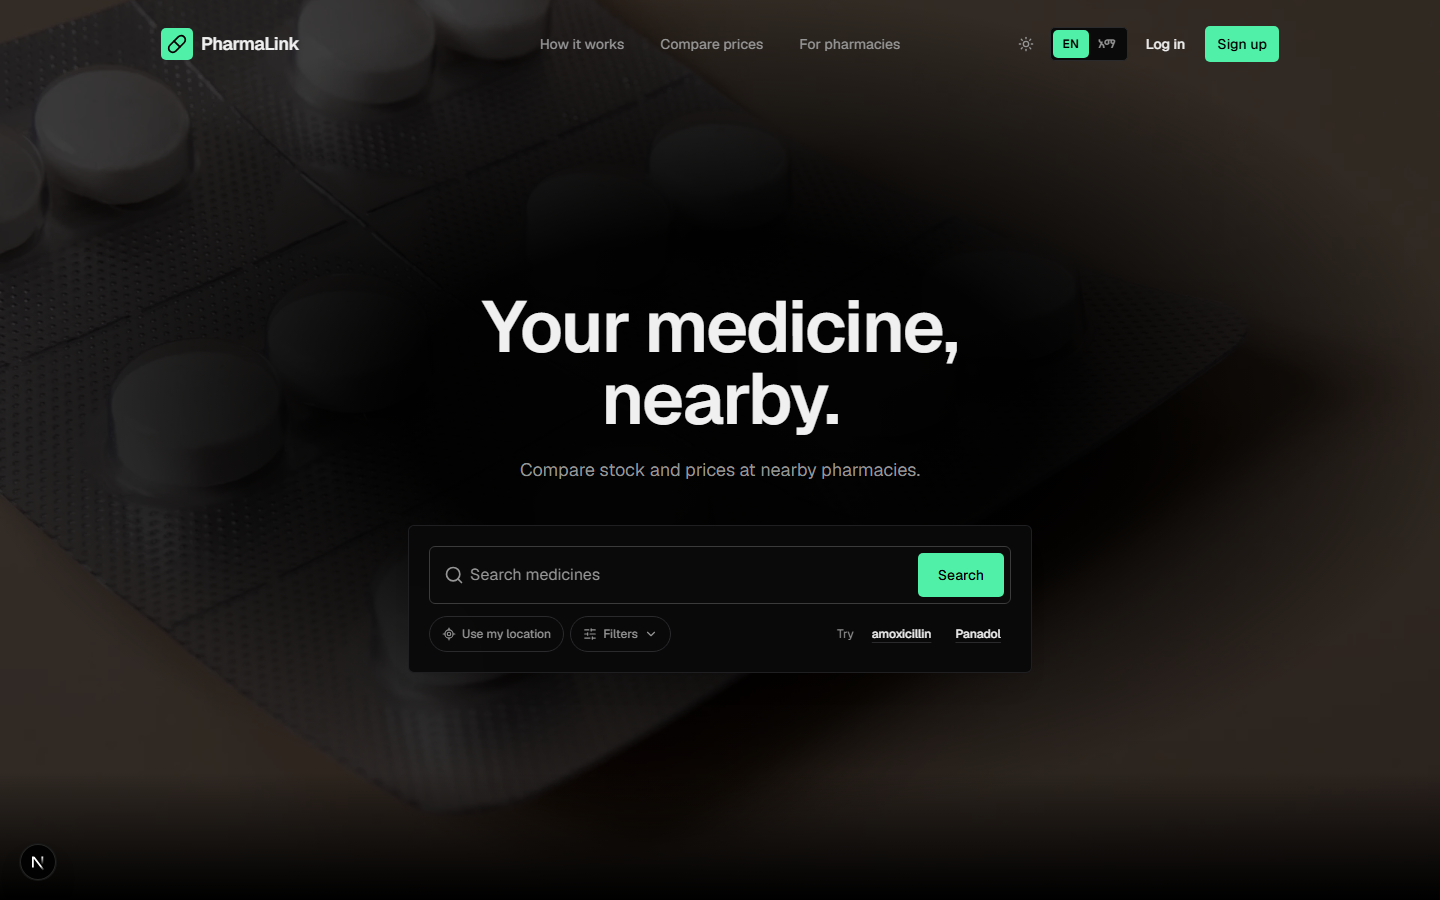 PharmaLink
How it works
Compare prices
For pharmacies
EN
አማ
Log in
Sign up
Your medicine,
nearby.
Compare stock and prices at nearby pharmacies.
Search medicines
Search
Use my location
Filters
Try
amoxicillin
Panadol
N